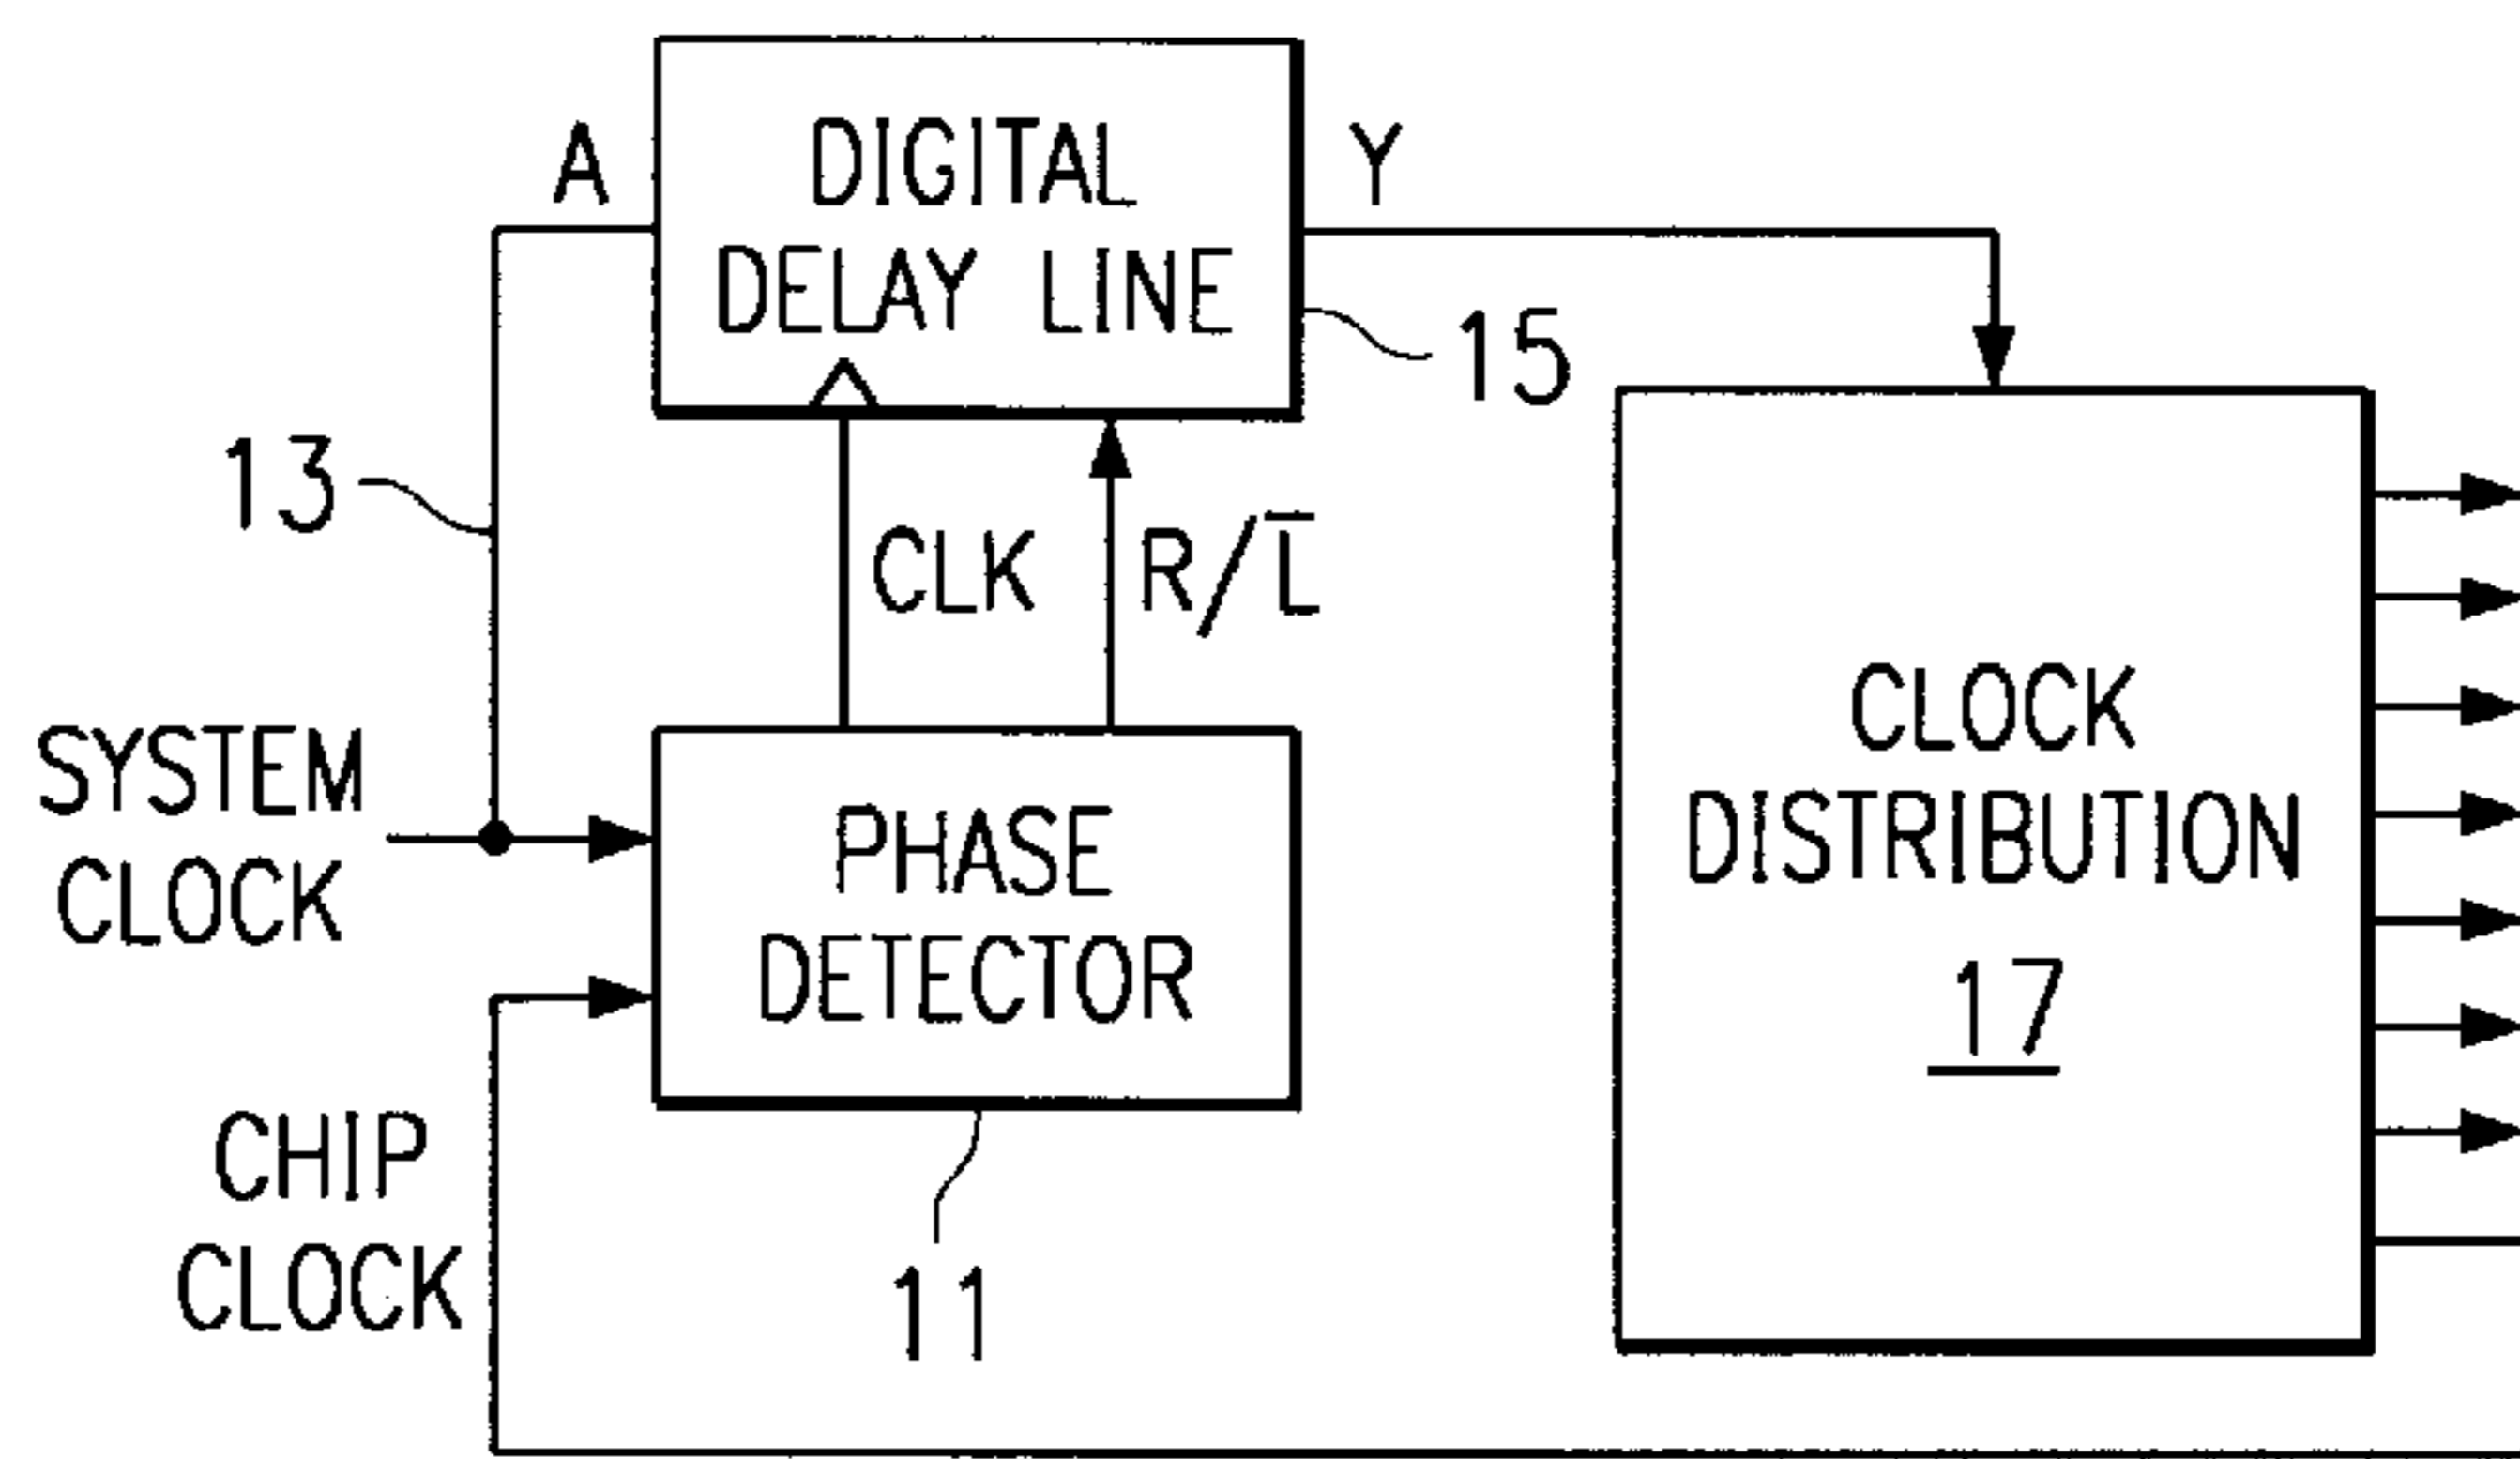 A
DIGITAL
DELAY LINE
Y
15
13
CLK
R/L̅
SYSTEM
CLOCK
PHASE
DETECTOR
CHIP
CLOCK
11
CLOCK
DISTRIBUTION
17